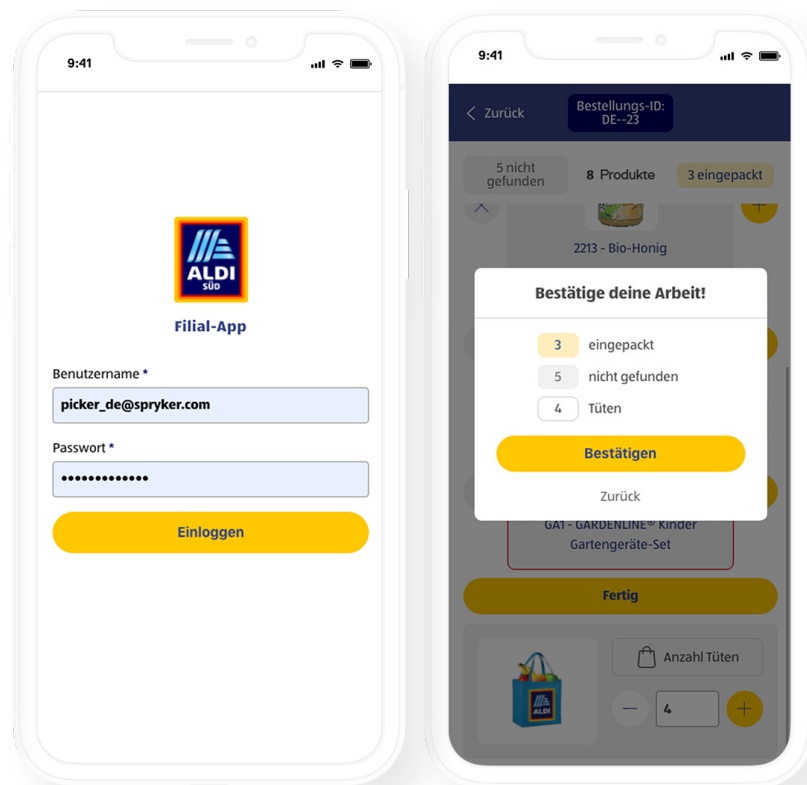 9:41
ALDI
SÜD
Filial-App
Benutzername *
picker_de@spryker.com
Passwort *
•••••••••••••
Einloggen
9:41
Zurück
Bestellungs-ID:
DE--23
5 nicht
gefunden
8 Produkte
3 eingepackt
2213 - Bio-Honig
Bestätige deine Arbeit!
3 eingepackt
5 nicht gefunden
4 Tüten
Bestätigen
Zurück
GA1 - GARDENLINE® Kinder
Gartengeräte-Set
Fertig
Anzahl Tüten
ALDI
4